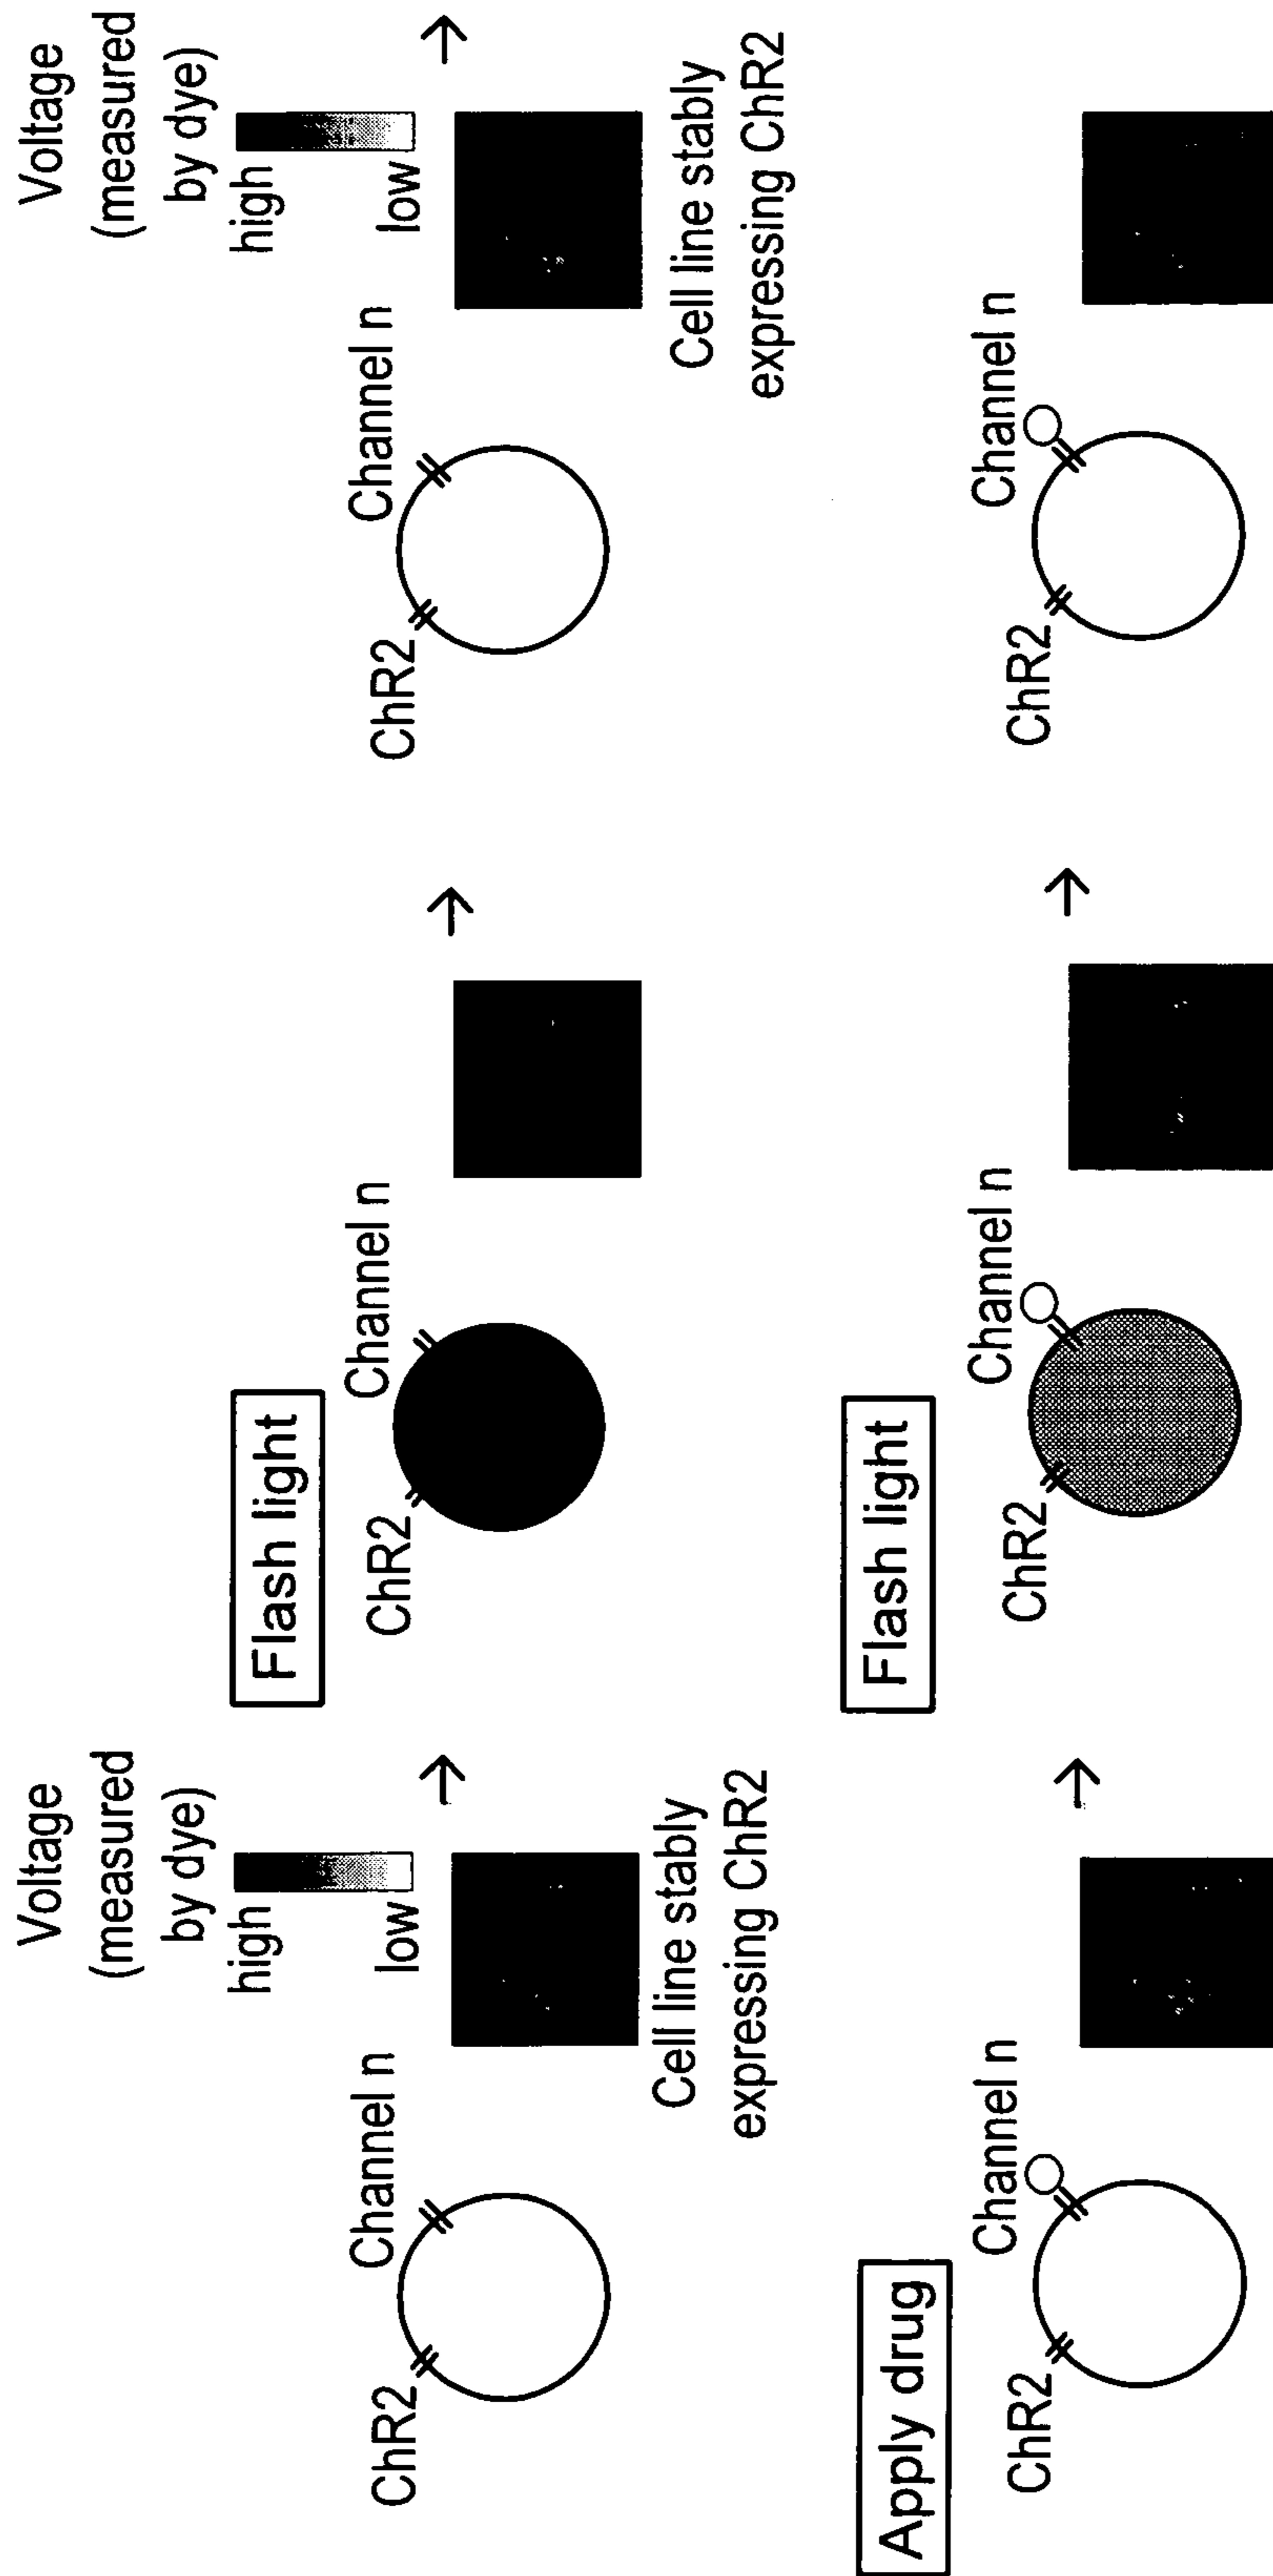 Voltage
(measured
by dye)
high
low
ChR2
Channel n
Cell line stably
expressing ChR2
Flash light
ChR2
Channel n
Voltage
(measured
by dye)
high
low
ChR2
Channel n
Cell line stably
expressing ChR2
Apply drug
ChR2
Channel n
Flash light
ChR2
Channel n
ChR2
Channel n